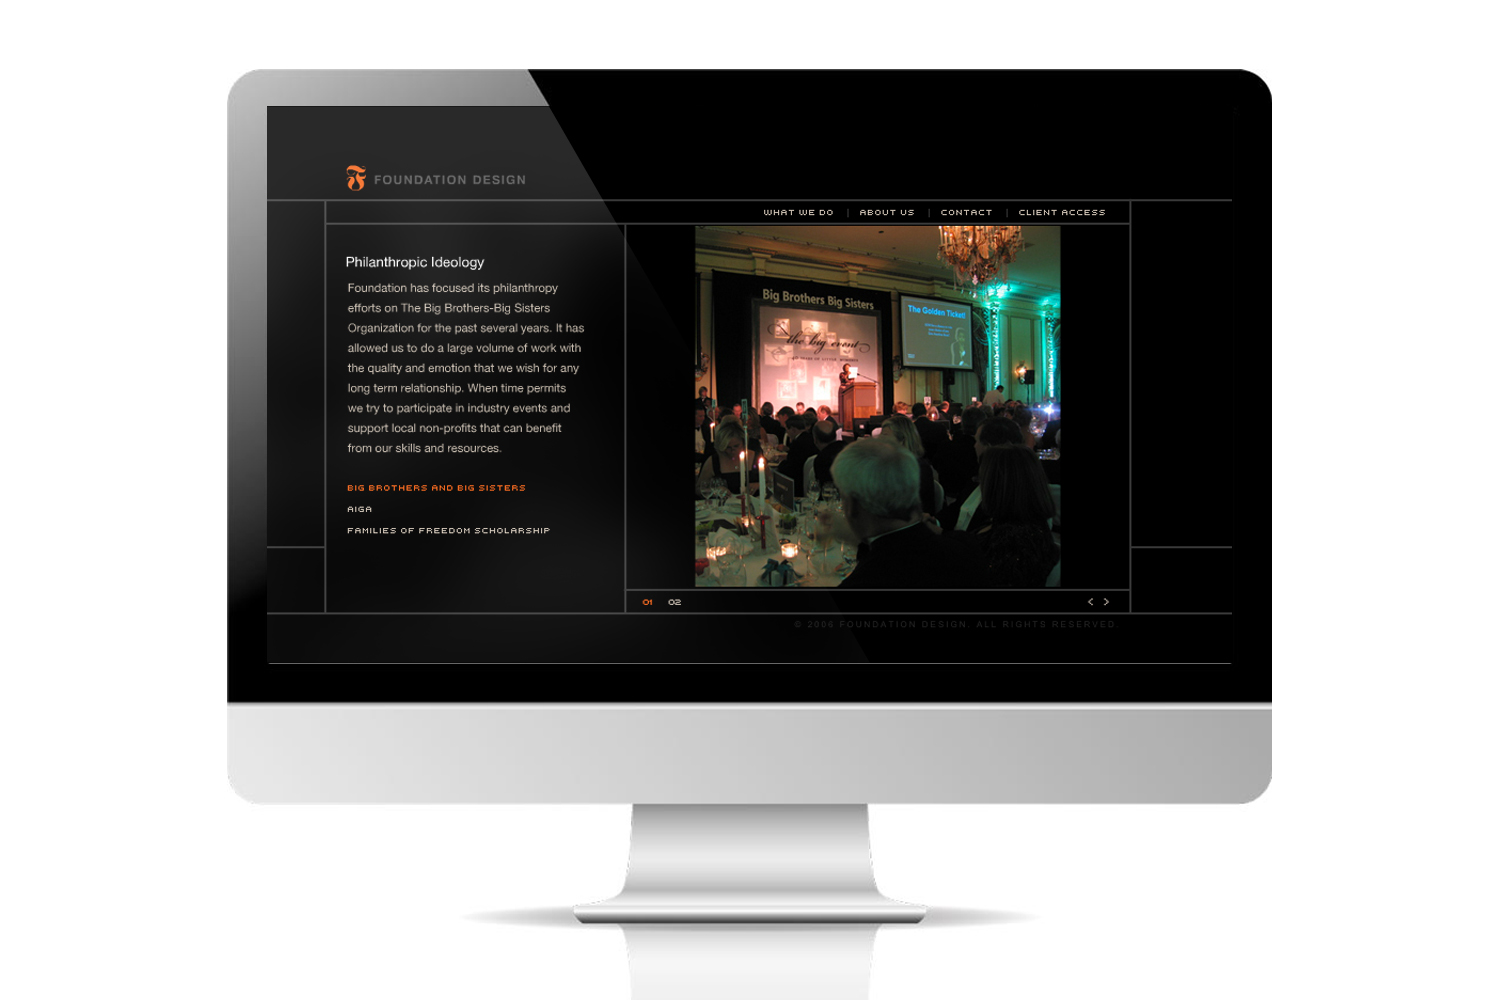 FOUNDATION DESIGN
WHAT WE DO | ABOUT US | CONTACT | CLIENT ACCESS
Philanthropic Ideology
Foundation has focused its philanthropy
efforts on The Big Brothers-Big Sisters
Organization for the past several years. It has
allowed us to do a large volume of work with
the quality and emotion that we wish for any
long term relationship. When time permits
we try to participate in industry events and
support local non-profits that can benefit
from our skills and resources.
BIG BROTHERS AND BIG SISTERS
AIGA
FAMILIES OF FREEDOM SCHOLARSHIP
Big Brothers Big Sisters
the big event
The Golden Ticket!
01 02 < >
© 2006 FOUNDATION DESIGN. ALL RIGHTS RESERVED.